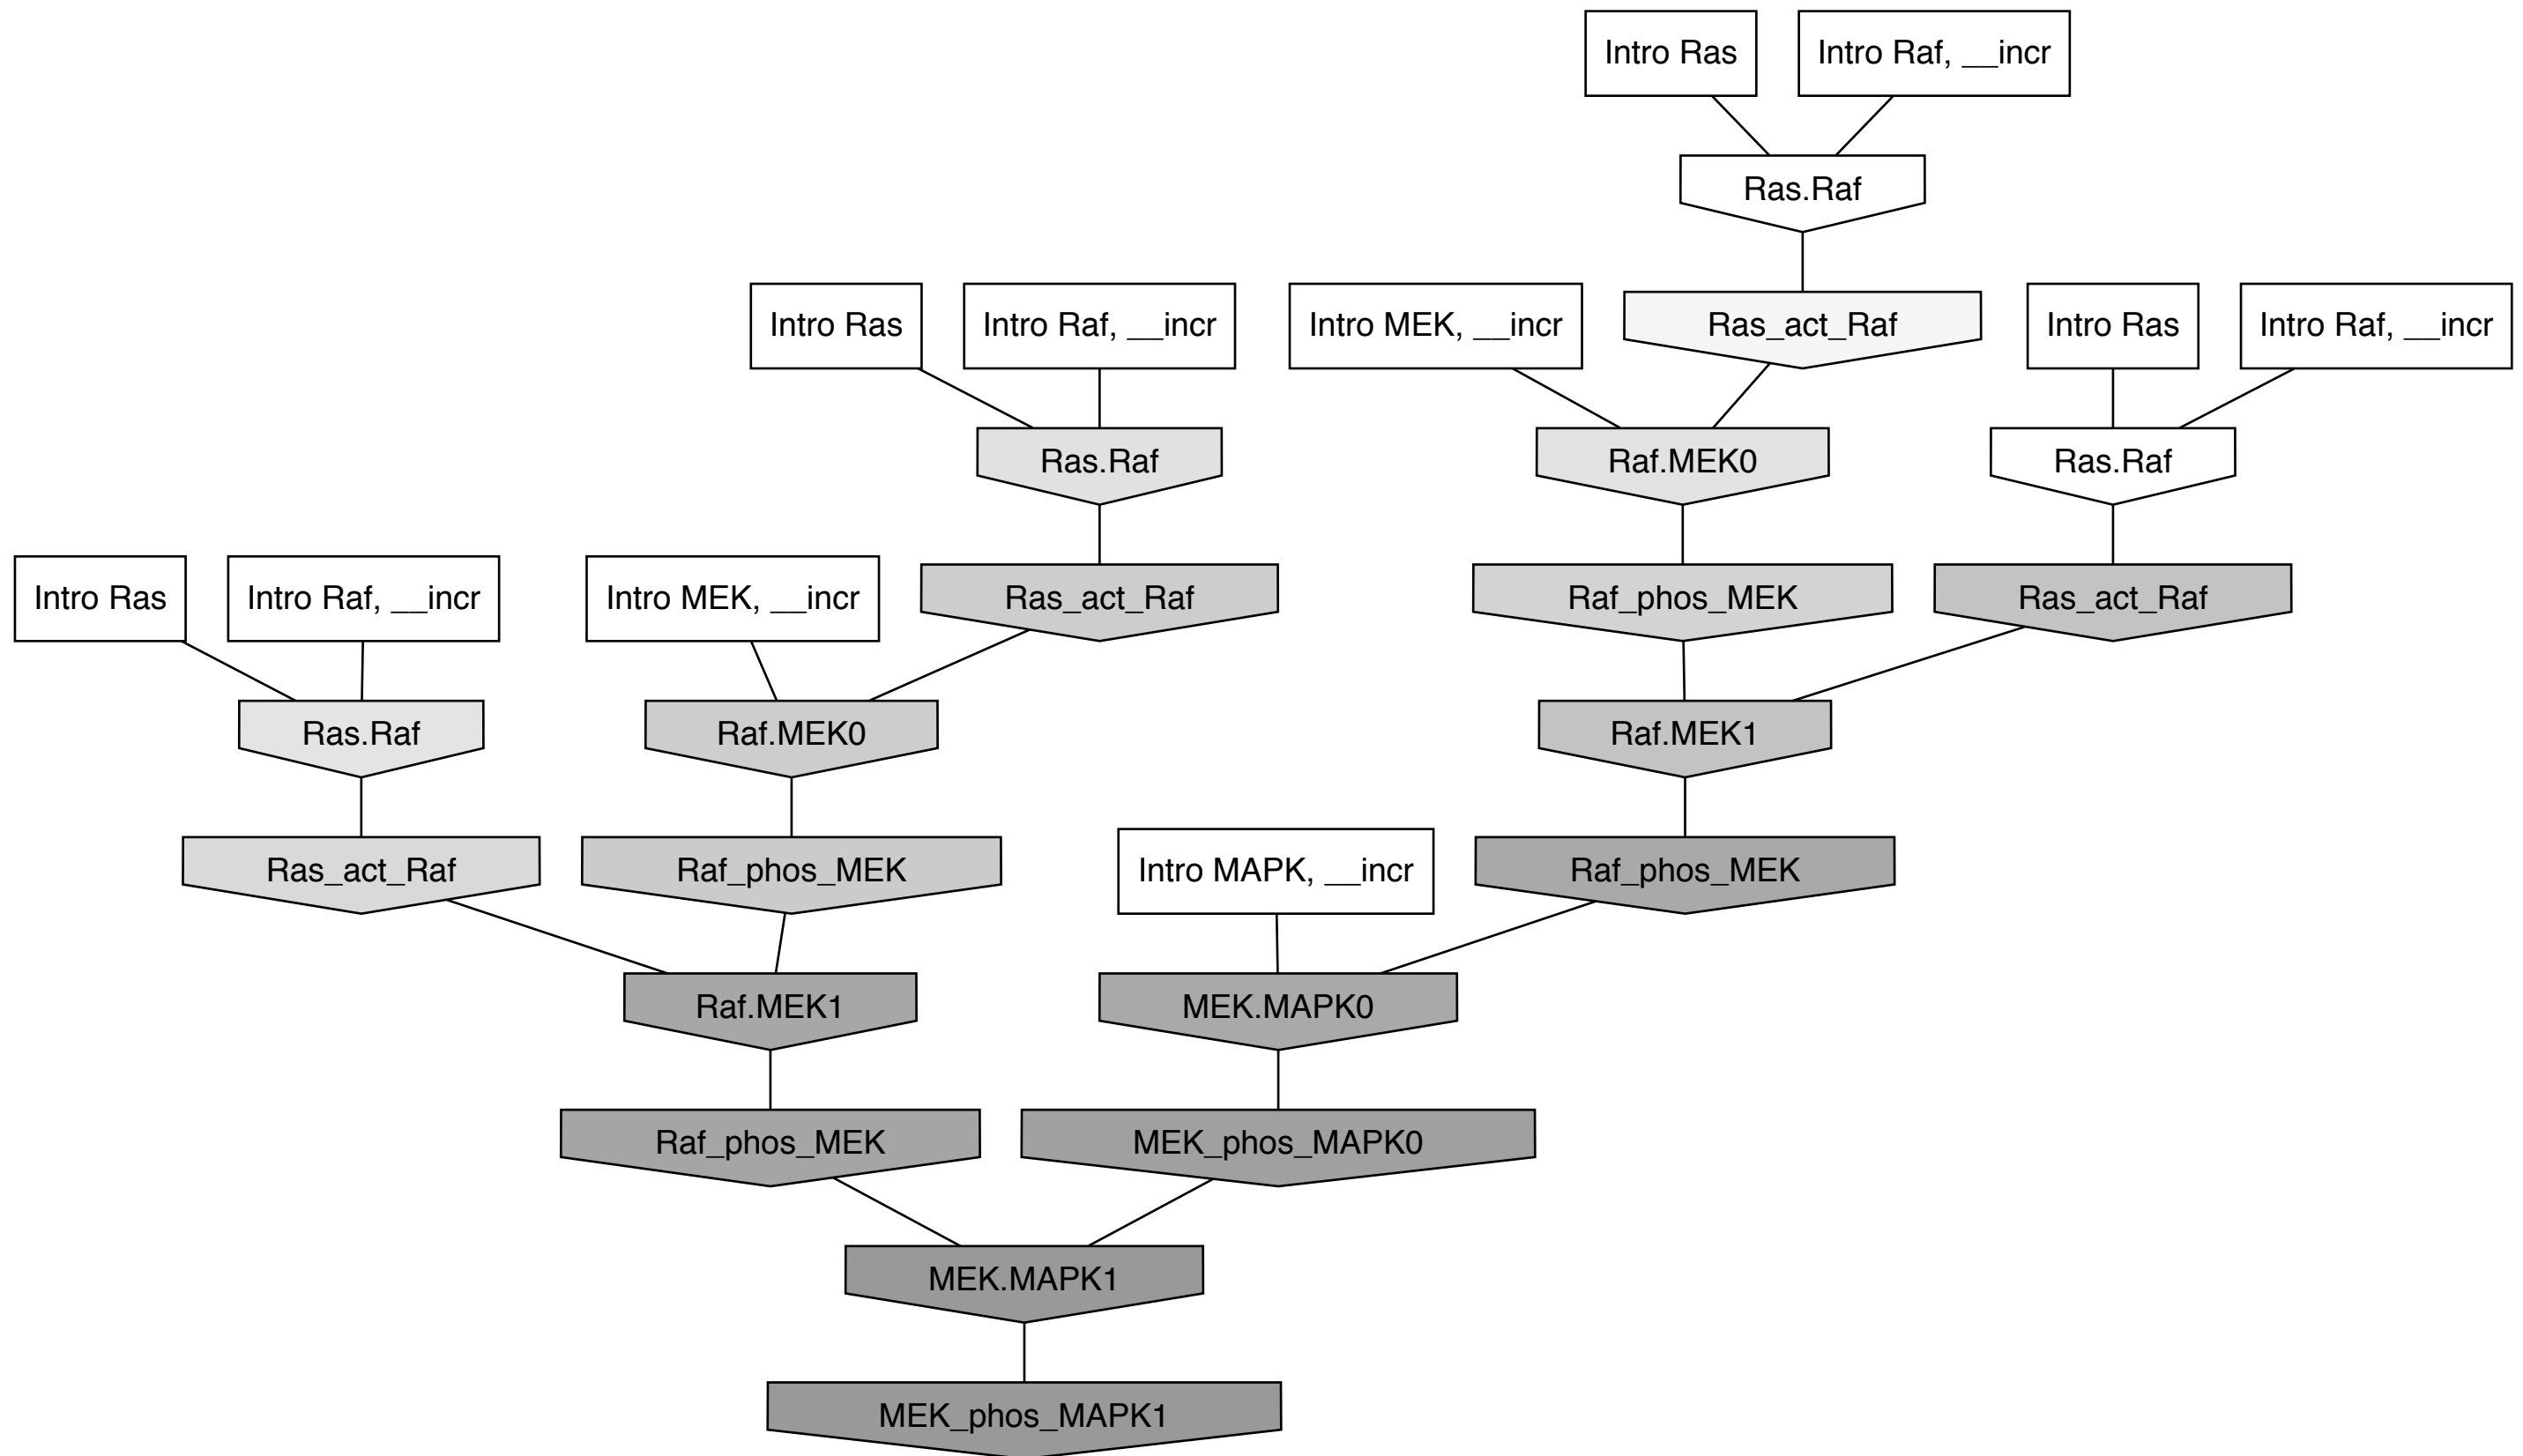 Intro Ras
Intro Raf, __incr
Ras.Raf
Intro Ras
Intro Raf, __incr
Intro MEK, __incr
Ras_act_Raf
Intro Ras
Intro Raf, __incr
Ras.Raf
Raf.MEK0
Ras.Raf
Intro Ras
Intro Raf, __incr
Intro MEK, __incr
Ras_act_Raf
Raf_phos_MEK
Ras_act_Raf
Ras.Raf
Raf.MEK0
Raf.MEK1
Ras_act_Raf
Raf_phos_MEK
Intro MAPK, __incr
Raf_phos_MEK
Raf.MEK1
MEK.MAPK0
Raf_phos_MEK
MEK_phos_MAPK0
MEK.MAPK1
MEK_phos_MAPK1